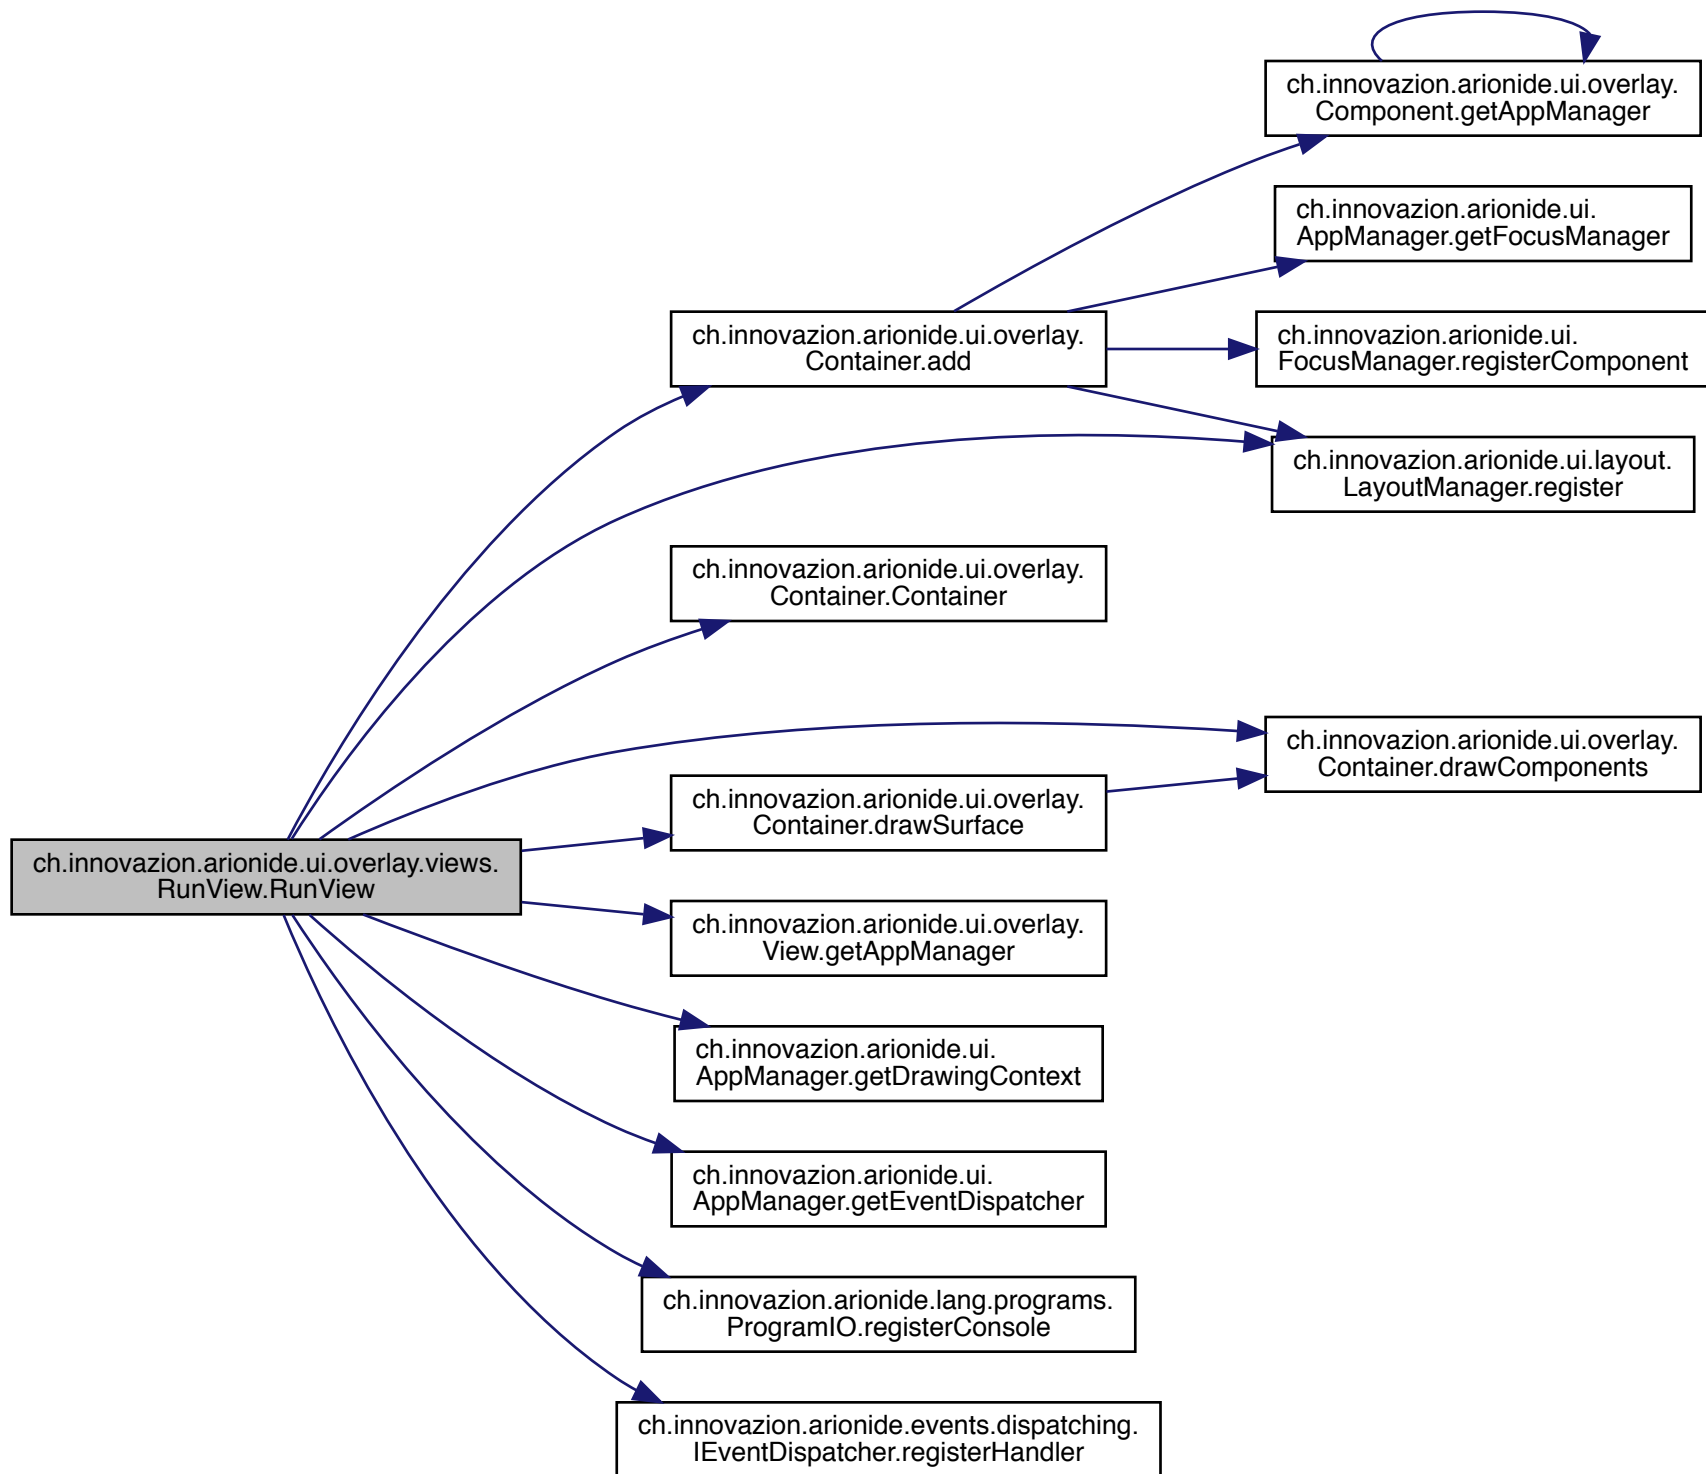 ch.innovazion.arionide.ui.overlay.
Component.getAppManager
ch.innovazion.arionide.ui.
AppManager.getFocusManager
ch.innovazion.arionide.ui.overlay.
Container.add
ch.innovazion.arionide.ui.
FocusManager.registerComponent
ch.innovazion.arionide.ui.layout.
LayoutManager.register
ch.innovazion.arionide.ui.overlay.
Container.Container
ch.innovazion.arionide.ui.overlay.
Container.drawComponents
ch.innovazion.arionide.ui.overlay.
Container.drawSurface
ch.innovazion.arionide.ui.overlay.views.
RunView.RunView
ch.innovazion.arionide.ui.overlay.
View.getAppManager
ch.innovazion.arionide.ui.
AppManager.getDrawingContext
ch.innovazion.arionide.ui.
AppManager.getEventDispatcher
ch.innovazion.arionide.lang.programs.
ProgramIO.registerConsole
ch.innovazion.arionide.events.dispatching.
IEventDispatcher.registerHandler